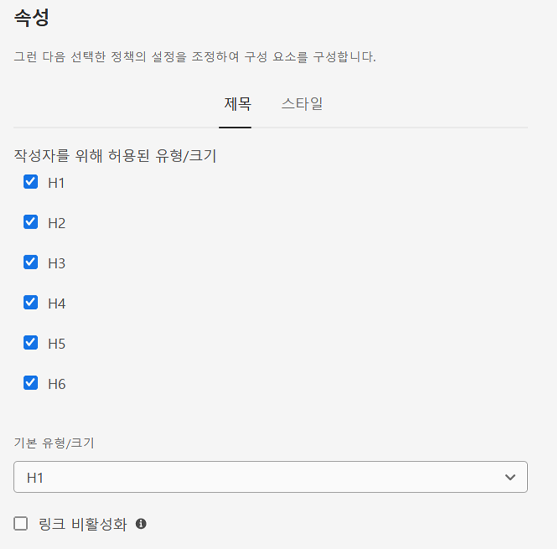 속성
그런 다음 선택한 정책의 설정을 조정하여 구성 요소를 구성합니다.
제목 스타일
작성자를 위해 허용된 유형/크기
H1
H2
H3
H4
H5
H6
기본 유형/크기
H1
링크 비활성화